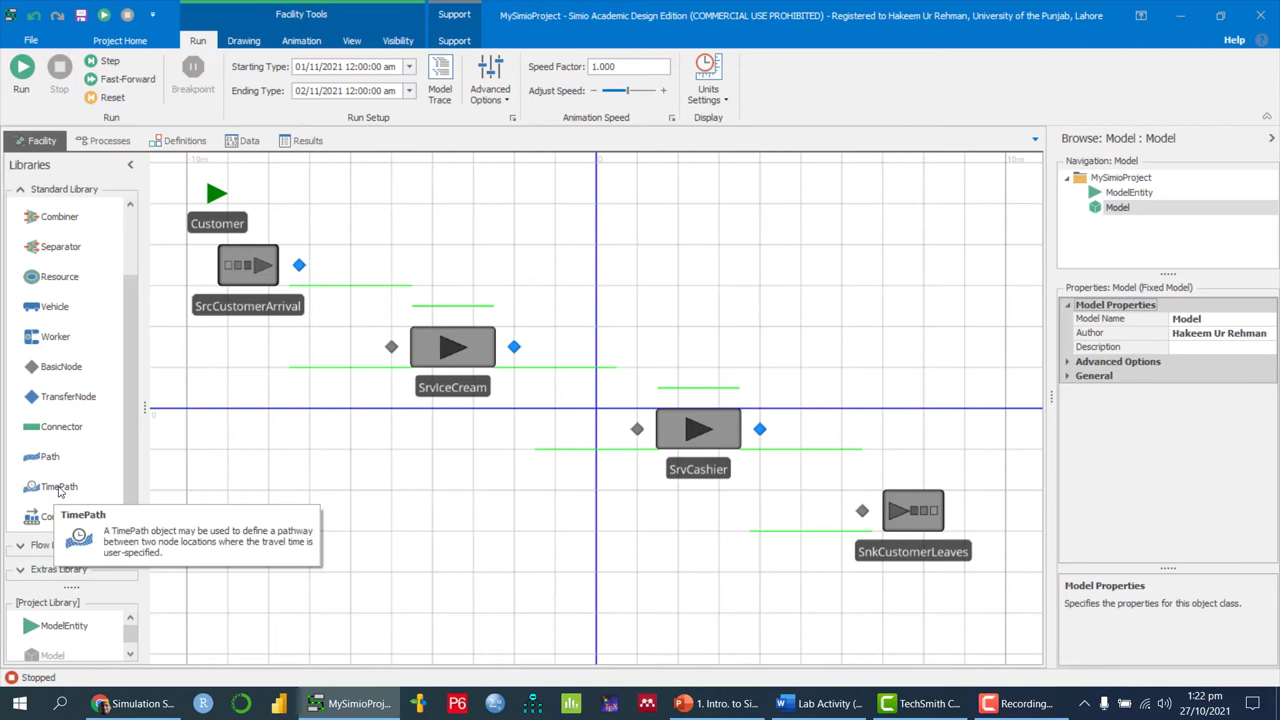 Facility Tools
Support
MySimioProject - Simio Academic Design Edition (COMMERCIAL USE PROHIBITED) - Registered to Hakeem Ur Rehman, University of the Punjab, Lahore
File
Project Home
Run
Drawing
Animation
View
Visibility
Support
Help
Run
Stop
Step
Fast-Forward
Reset
Breakpoint
Starting Type: 01/11/2021 12:00:00 am
Ending Type: 02/11/2021 12:00:00 am
Model Trace
Advanced Options
Speed Factor: 1.000
Adjust Speed:
Units Settings
Run
Run Setup
Animation Speed
Display
Facility
Processes
Definitions
Data
Results
Libraries
Standard Library
Combiner
Separator
Resource
Vehicle
Worker
BasicNode
TransferNode
Connector
Path
TimePath
TimePath
A TimePath object may be used to define a pathway
between two node locations where the travel time is
user-specified.
Extras Library
[Project Library]
ModelEntity
Model
-10m
0
10m
0
Customer
SrcCustomerArrival
SrvIceCream
SrvCashier
SnkCustomerLeaves
Browse: Model : Model
Navigation: Model
MySimioProject
ModelEntity
Model
Properties: Model (Fixed Model)
Model Properties
Model Name Model
Author Hakeem Ur Rehman
Description
Advanced Options
General
Model Properties
Specifies the properties for this object class.
Stopped
Simulation S...
MySimioProj...
1. Intro. to Si...
Lab Activity (...
TechSmith C...
Recording...
1:22 pm
27/10/2021